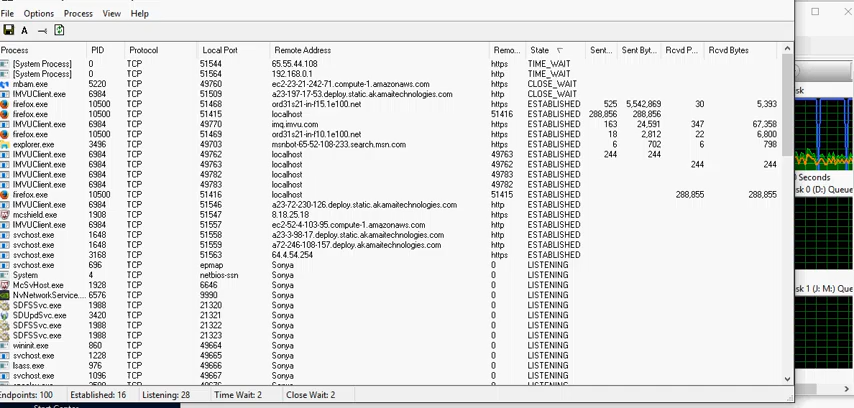 File Options Process View Help
A
Process PID Protocol Local Port Remote Address Remo... State Sent... Sent Byt... Rcvd P... Rcvd Bytes
[System Process] 0 TCP 51544 65.55.44.108 https TIME_WAIT
[System Process] 0 TCP 51564 192.168.0.1 http TIME_WAIT
mbam.exe 5220 TCP 49760 ec2-23-21-242-71.compute-1.amazonaws.com https CLOSE_WAIT
IMVUClient.exe 6984 TCP 51509 a23-197-17-53.deploy.static.akamaitechnologies.com http CLOSE_WAIT
firefox.exe 10500 TCP 51468 ord31s21-in-f15.1e100.net https ESTABLISHED 525 5,542,869 30 5,393
firefox.exe 10500 TCP 51415 localhost 51416 ESTABLISHED 288,856 288,856
IMVUClient.exe 6984 TCP 49770 imq.imvu.com https ESTABLISHED 163 24,591 347 67,358
firefox.exe 10500 TCP 51469 ord31s21-in-f10.1e100.net https ESTABLISHED 18 2,812 22 6,800
explorer.exe 3496 TCP 49703 msnbot-65-52-108-233.search.msn.com https ESTABLISHED 6 702 6 798
IMVUClient.exe 6984 TCP 49762 localhost 49763 ESTABLISHED 244 244
IMVUClient.exe 6984 TCP 49763 localhost 49762 ESTABLISHED 244 244
IMVUClient.exe 6984 TCP 49782 localhost 49783 ESTABLISHED
IMVUClient.exe 6984 TCP 49783 localhost 49782 ESTABLISHED
firefox.exe 10500 TCP 51416 localhost 51415 ESTABLISHED 288,855 288,855
IMVUClient.exe 6984 TCP 51546 a23-72-230-126.deploy.static.akamaitechnologies.com http ESTABLISHED
mcshield.exe 1908 TCP 51547 8.18.25.18 https ESTABLISHED
IMVUClient.exe 6984 TCP 51557 ec2-52-4-103-95.compute-1.amazonaws.com http ESTABLISHED
svchost.exe 1648 TCP 51558 a23-3-98-17.deploy.static.akamaitechnologies.com http ESTABLISHED
svchost.exe 1648 TCP 51559 a72-246-108-157.deploy.akamaitechnologies.com http ESTABLISHED
svchost.exe 3168 TCP 51563 64.4.54.254 https ESTABLISHED
svchost.exe 696 TCP epmap Sonya 0 LISTENING
System 4 TCP netbios-ssn Sonya 0 LISTENING
McSvHost.exe 1928 TCP 6646 Sonya 0 LISTENING
NvNetworkService.... 6576 TCP 9990 Sonya 0 LISTENING
SDFSSvc.exe 1988 TCP 21320 Sonya 0 LISTENING
SDUpdSvc.exe 3420 TCP 21321 Sonya 0 LISTENING
SDFSSvc.exe 1988 TCP 21322 Sonya 0 LISTENING
SDFSSvc.exe 1988 TCP 21323 Sonya 0 LISTENING
wininit.exe 860 TCP 49664 Sonya 0 LISTENING
svchost.exe 1228 TCP 49665 Sonya 0 LISTENING
lsass.exe 976 TCP 49666 Sonya 0 LISTENING
svchost.exe 1096 TCP 49667 Sonya 0 LISTENING
Endpoints: 100 Established: 16 Listening: 28 Time Wait: 2 Close Wait: 2
sk
Seconds
sk 0 (D:) Queue
sk 1 (J: M:) Que